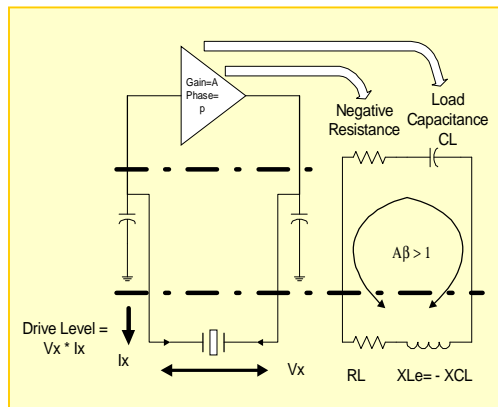 Gain=A
Phase=
p
Negative
Resistance
Load
Capacitance
CL
Aβ > 1
Drive Level =
Vx * Ix
Ix
Vx
RL
XLe= - XCL